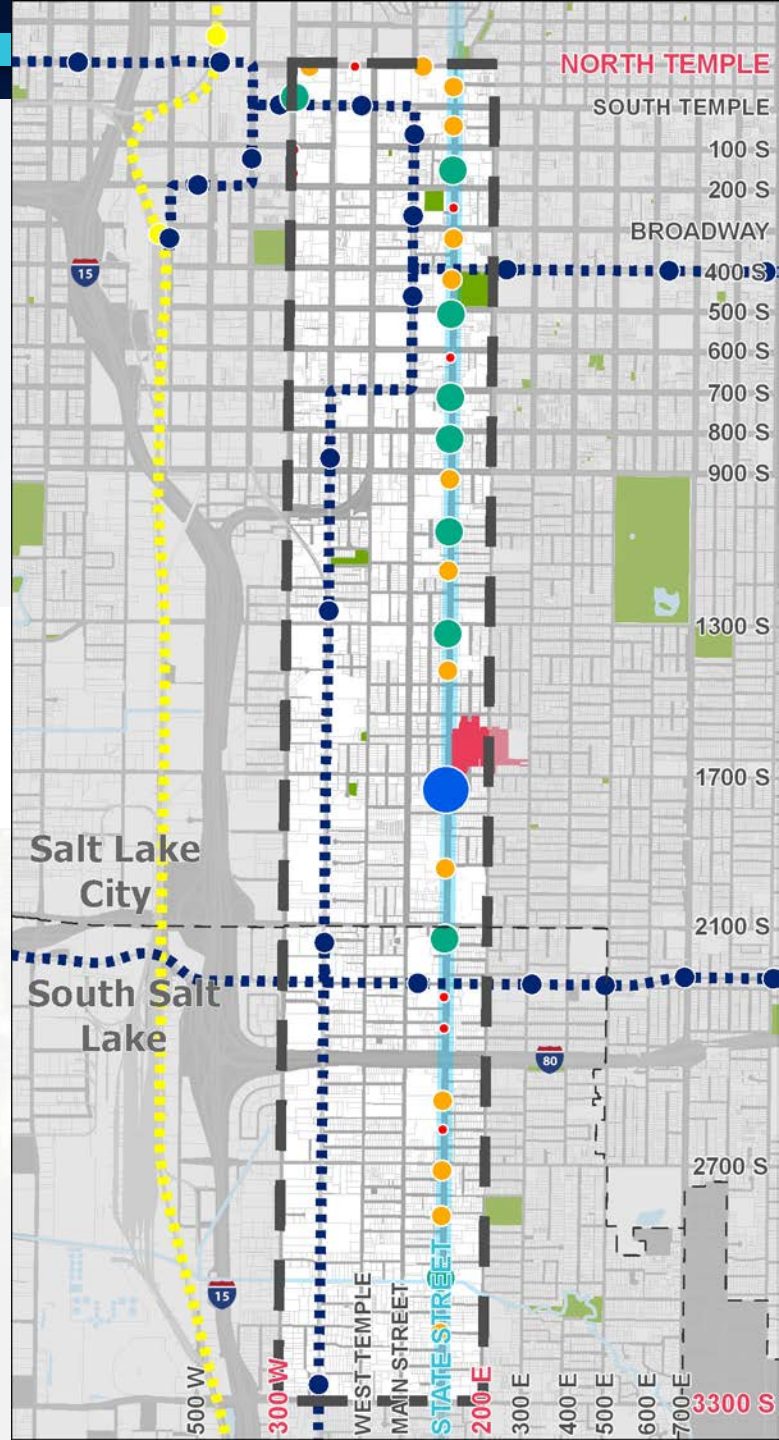 NORTH TEMPLE
SOUTH TEMPLE
100 S
200 S
BROADWAY
15
400 S
500 S
600 S
700 S
800 S
900 S
1300 S
1700 S
Salt Lake
City
2100 S
South Salt
Lake
80
2700 S
15
500 W
300 W
WEST TEMPLE
MAIN STREET
STATE STREET
200 E
300 E
400 E
500 E
600 E
700 E
3300 S